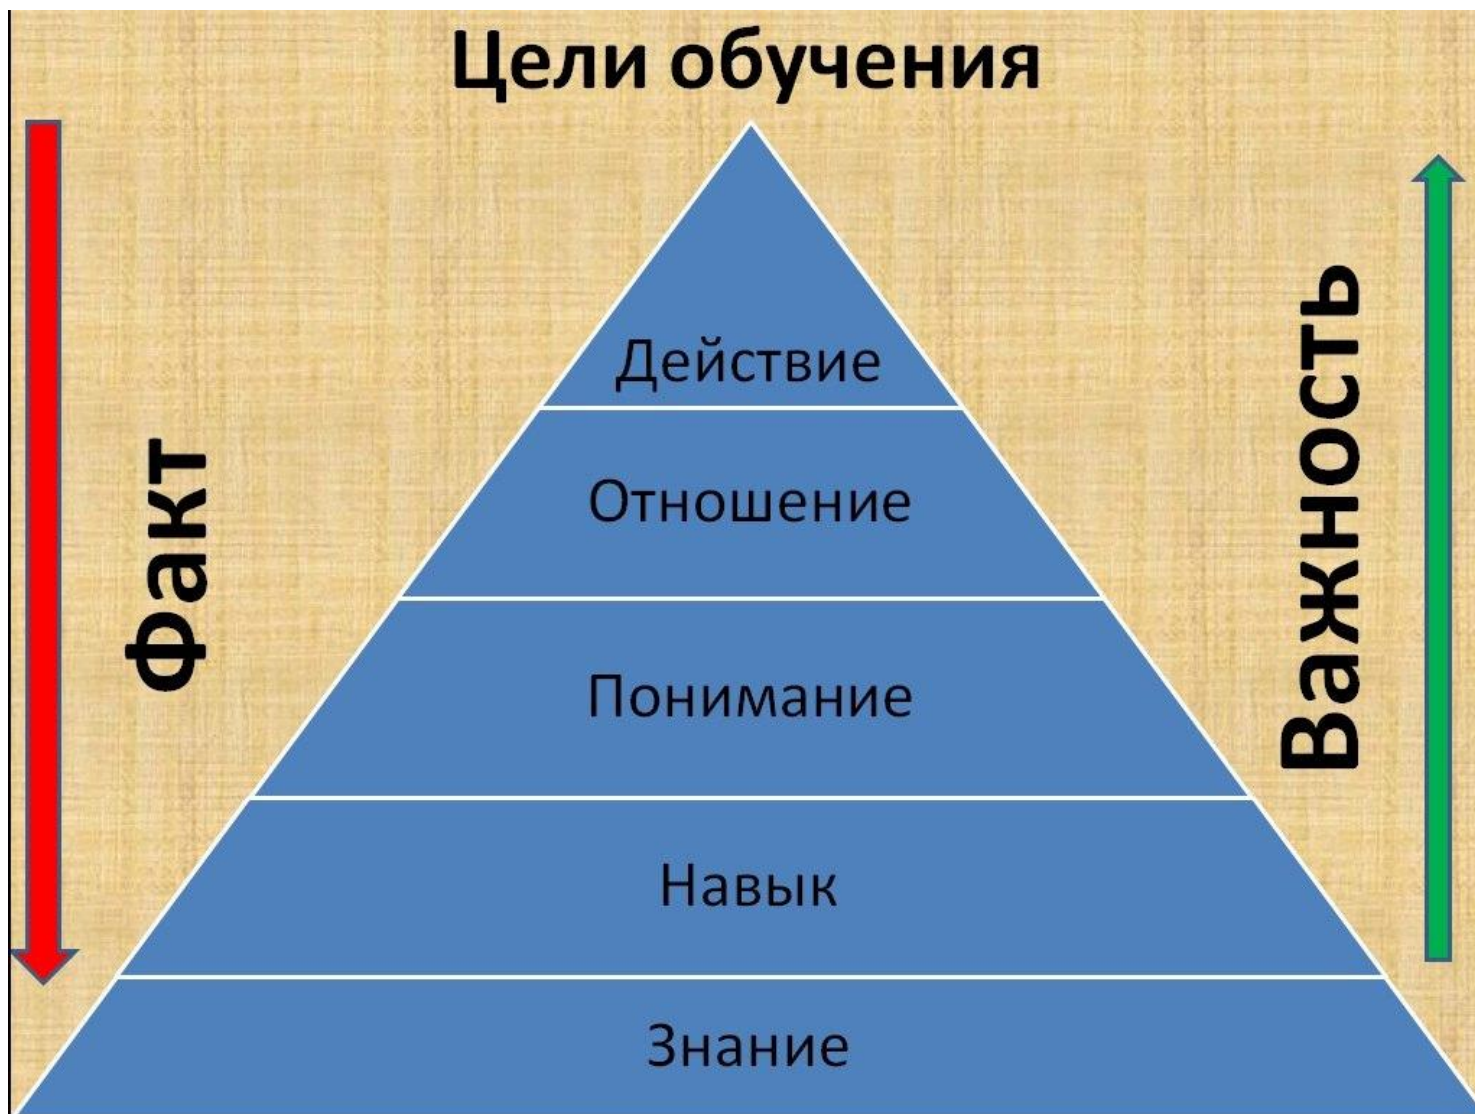 Цели обучения
Факт
Важность
Действие
Отношение
Понимание
Навык
Знание